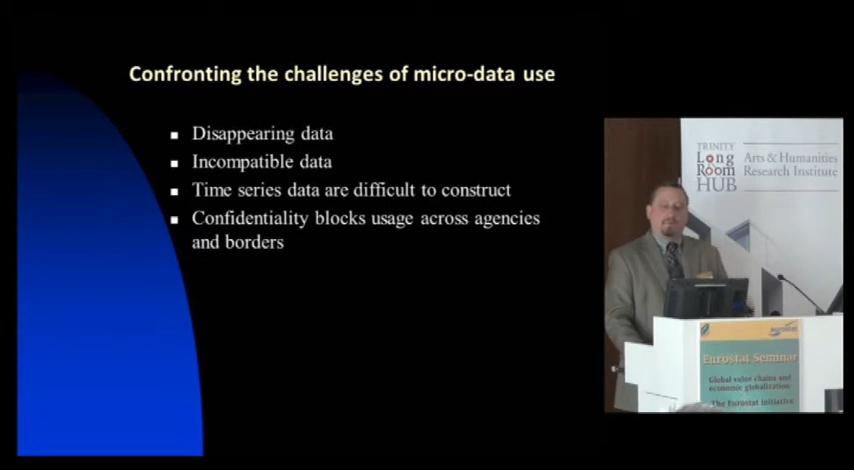 Confronting the challenges of micro-data use
Disappearing data
Incompatible data
Time series data are difficult to construct
Confidentiality blocks usage across agencies
and borders
TRINITY
Long
Room
HUB
Arts & Humanities
Research Institute
eurostat
Eurostat Seminar
Global value chains and
economic globalization
The Eurostat initiative